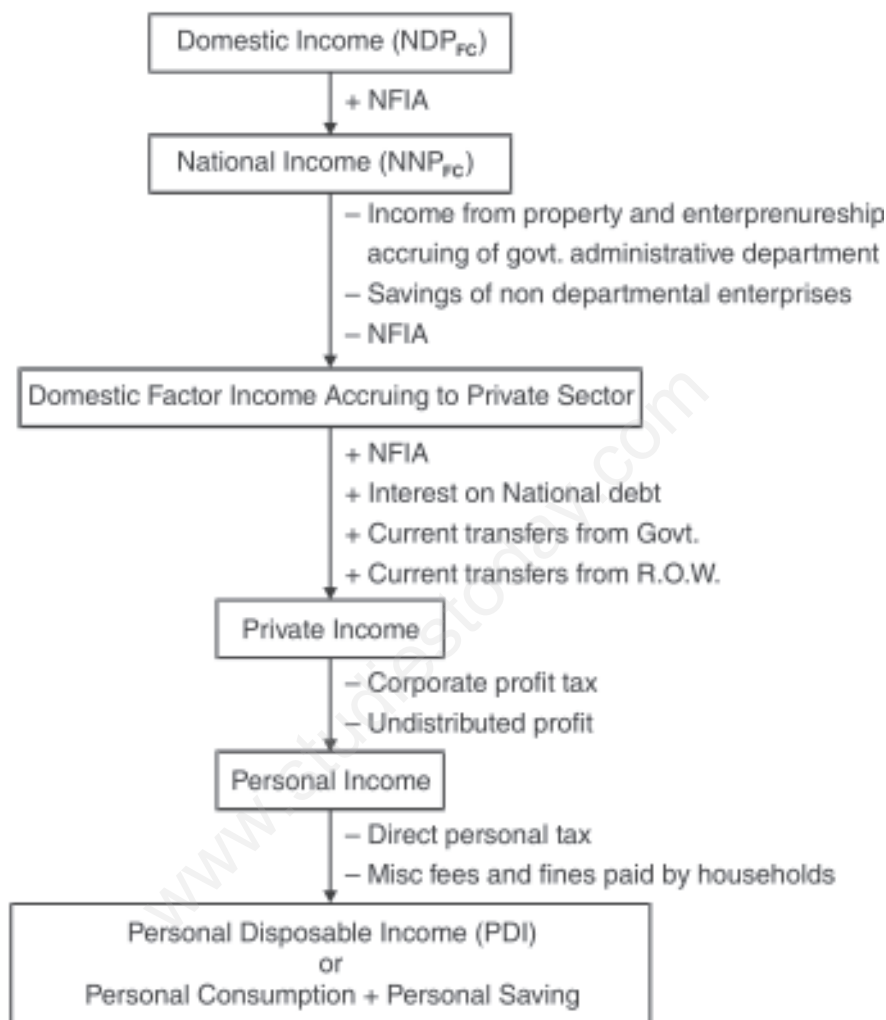 Domestic Income (NDPFC)
+ NFIA
National Income (NNPFC)
– Income from property and enterprenureship
accruing of govt. administrative department
– Savings of non departmental enterprises
– NFIA
Domestic Factor Income Accruing to Private Sector
+ NFIA
+ Interest on National debt
+ Current transfers from Govt.
+ Current transfers from R.O.W.
Private Income
– Corporate profit tax
– Undistributed profit
Personal Income
– Direct personal tax
– Misc fees and fines paid by households
Personal Disposable Income (PDI)
or
Personal Consumption + Personal Saving
www.studiestoday.com